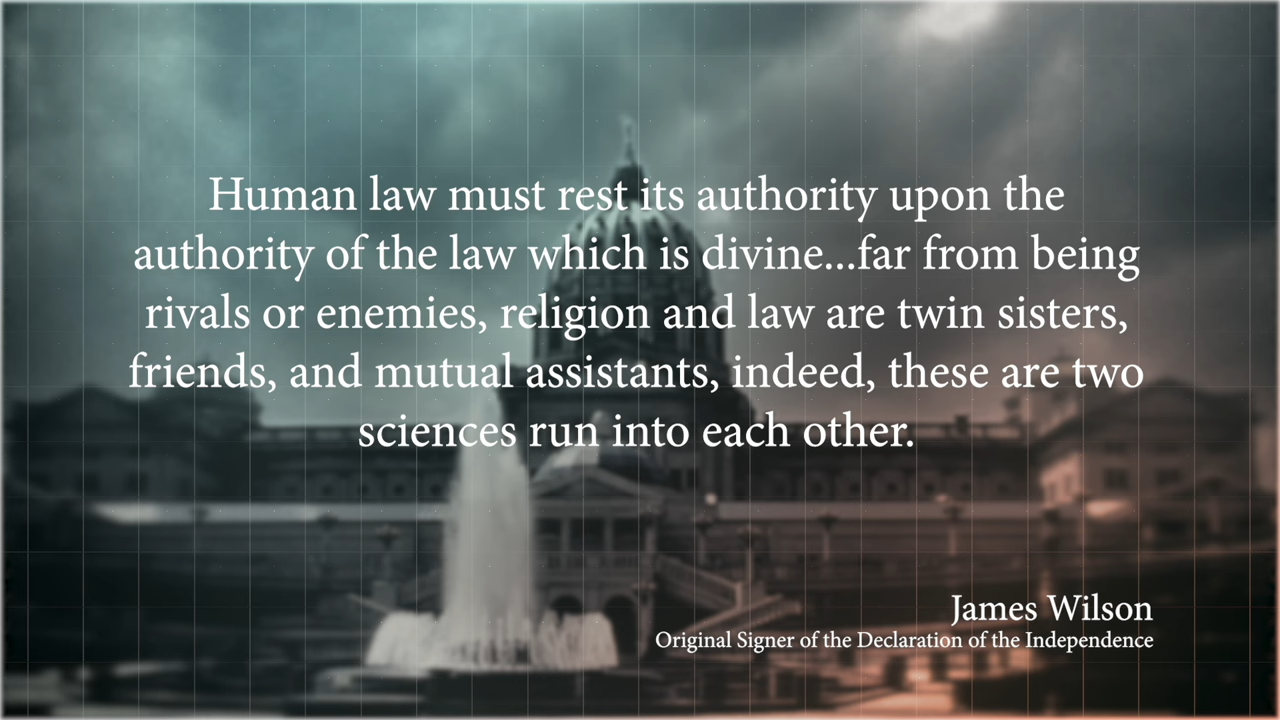 Human law must rest its authority upon the
authority of the law which is divine...far from being
rivals or enemies, religion and law are twin sisters,
friends, and mutual assistants, indeed, these are two
sciences run into each other.
James Wilson
Original Signer of the Declaration of the Independence